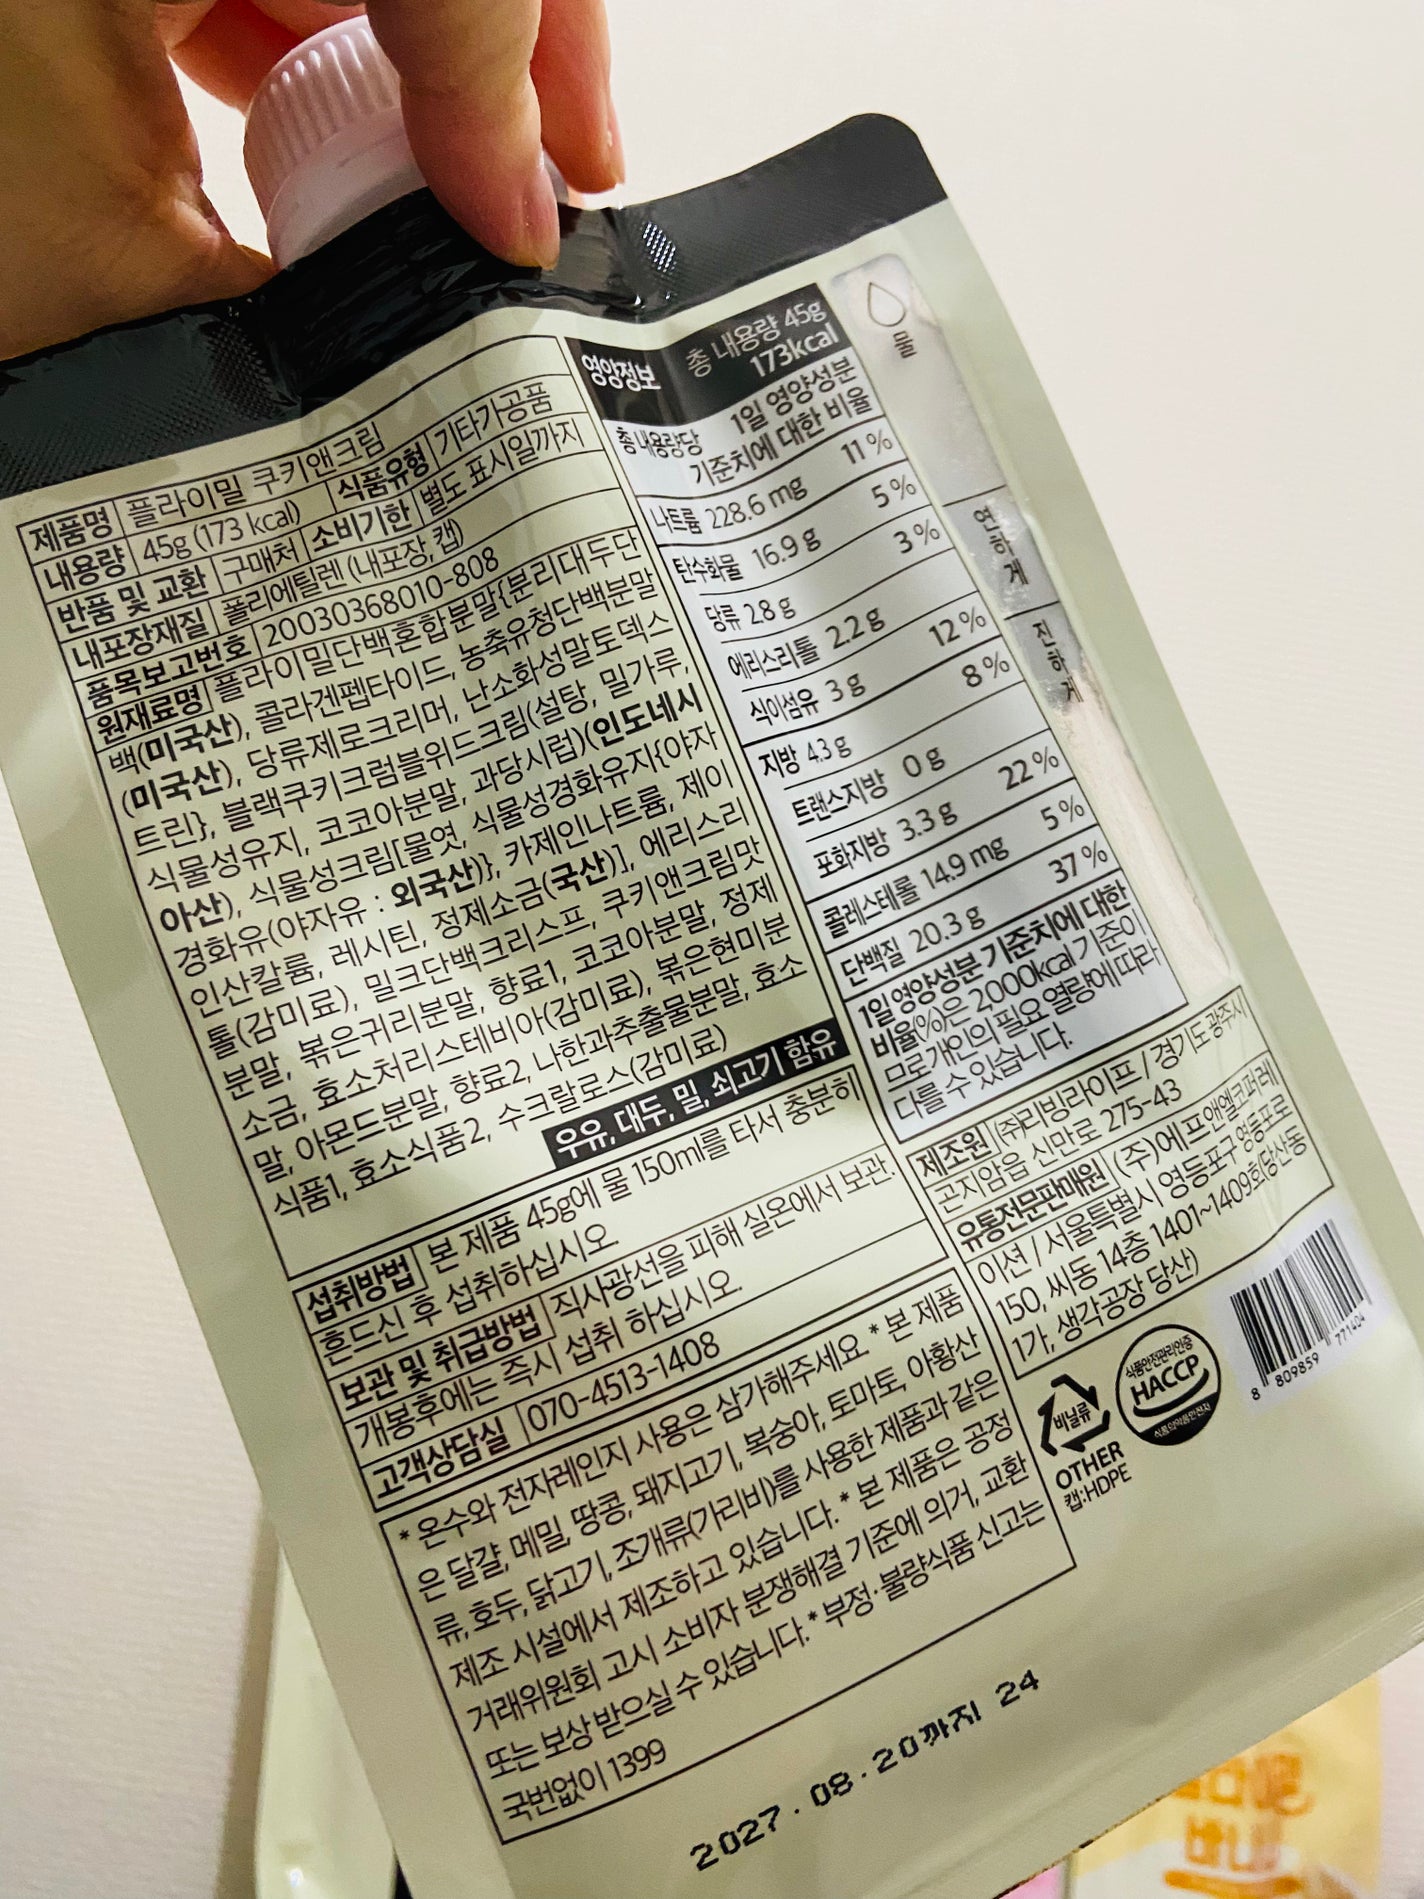 제품명 플라이밀 쿠키앤크림
내용량 45g (173 kcal) 식품유형 기타가공품
반품 및 교환 구매처 소비기한 별도 표시일까지
내포장재질 폴리에틸렌 (내포장, 캡)
품목보고번호 20030368010-808
원재료명 플라이밀단백혼합분말{분리대두단
백(미국산), 콜라겐펩타이드, 농축유청단백분말
(미국산), 당류제로크리머, 난소화성말토덱스
트린}, 블랙쿠키크럼블위드크림(설탕, 밀가루,
식물성유지, 코코아분말, 과당시럽)(인도네시
아산), 식물성크림[물엿, 식물성경화유지{야자
경화유(야자유 : 외국산)}, 카제인나트륨, 제이
인산칼륨, 레시틴, 정제소금(국산)], 에리스리
톨(감미료), 밀크단백크리스프, 쿠키앤크림맛
분말, 볶은귀리분말, 향료1, 코코아분말, 정제
소금, 효소처리스테비아(감미료), 볶은현미분
말, 아몬드분말, 향료2, 나한과추출물분말, 효소
식품1, 효소식품2, 수크랄로스(감미료)
우유, 대두, 밀, 쇠고기 함유
섭취방법 본 제품 45g에 물 150ml를 타서 충분히
흔드신 후 섭취하십시오.
보관 및 취급방법 직사광선을 피해 실온에서 보관.
개봉후에는 즉시 섭취 하십시오.
고객상담실 070-4513-1408
* 온수와 전자레인지 사용은 삼가해주세요. * 본 제품
은 달걀, 메밀, 땅콩, 돼지고기, 복숭아, 토마토, 아황산
류, 호두, 닭고기, 조개류(가리비)를 사용한 제품과 같은
제조 시설에서 제조하고 있습니다. * 본 제품은 공정
거래위원회 고시 소비자 분쟁해결 기준에 의거, 교환
또는 보상 받으실 수 있습니다. * 부정·불량식품 신고는
국번없이 1399
영양정보 총 내용량 45g
173kcal
총 내용량당 1일 영양성분
기준치에 대한 비율
나트륨 228.6 mg 11 %
탄수화물 16.9 g 5 %
당류 2.8 g 3 %
에리스리톨 2.2 g
식이섬유 3 g 12 %
지방 4.3 g 8 %
트랜스지방 0 g
포화지방 3.3 g 22 %
콜레스테롤 14.9 mg 5 %
단백질 20.3 g 37 %
1일 영양성분 기준치에 대한
비율(%)은 2,000kcal 기준이
므로 개인의 필요 열량에 따라
다를 수 있습니다.
물
연하게
진하게
제조원 (주)리빙라이프 / 경기도 광주시
곤지암읍 신만로 275-43
유통전문판매원 (주)에프앤엘코퍼레
이션 / 서울특별시 영등포구 영등포로
150, 씨동 14층 1401~1409호(당산동
1가, 생각공장 당산)
비닐류
OTHER
캡:HDPE
식품안전관리인증
HACCP
식품의약품안전처
8 809859 771404
2027.08.20까지 24